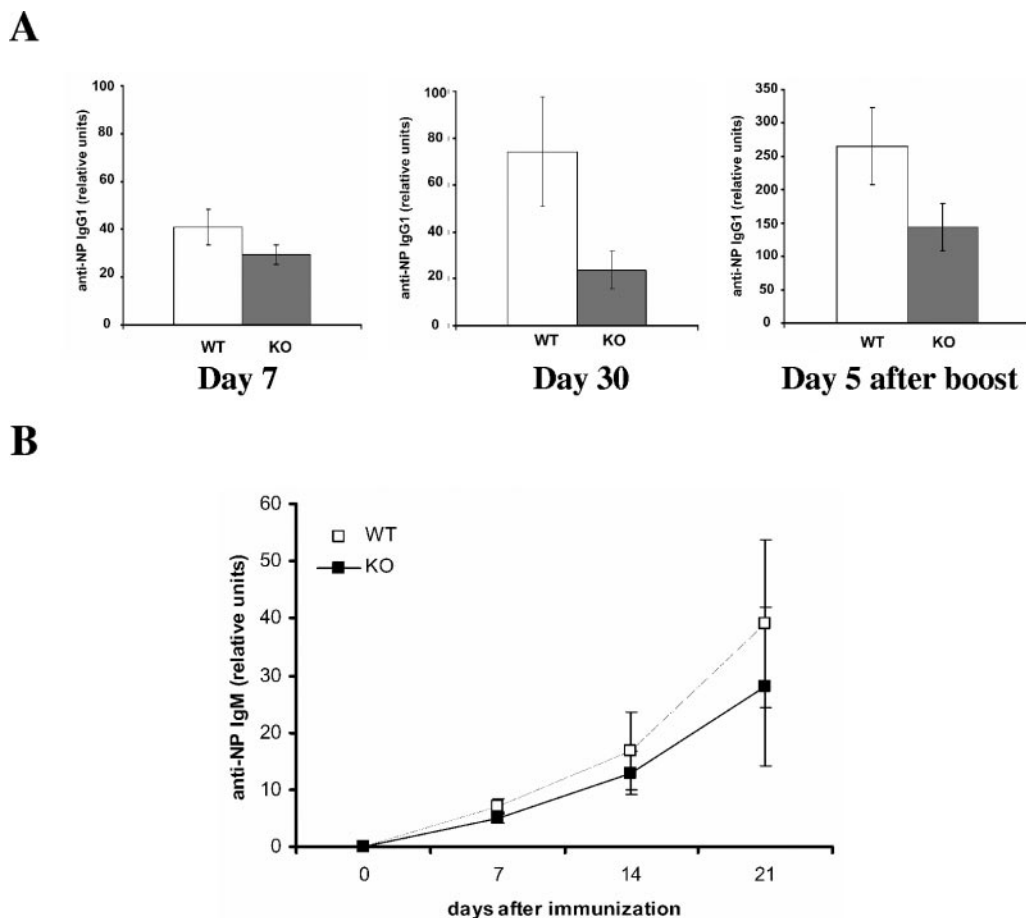 A
anti-NP IgG1 (relative units)
100
80
60
40
20
0
WT KO
Day 7
anti-NP IgG1 (relative units)
100
80
60
40
20
0
WT KO
Day 30
anti-NP IgG1 (relative units)
350
300
250
200
150
100
50
0
WT KO
Day 5 after boost
B
anti-NP IgM (relative units)
60
50
40
30
20
10
0
WT
KO
0 7 14 21
days after immunization